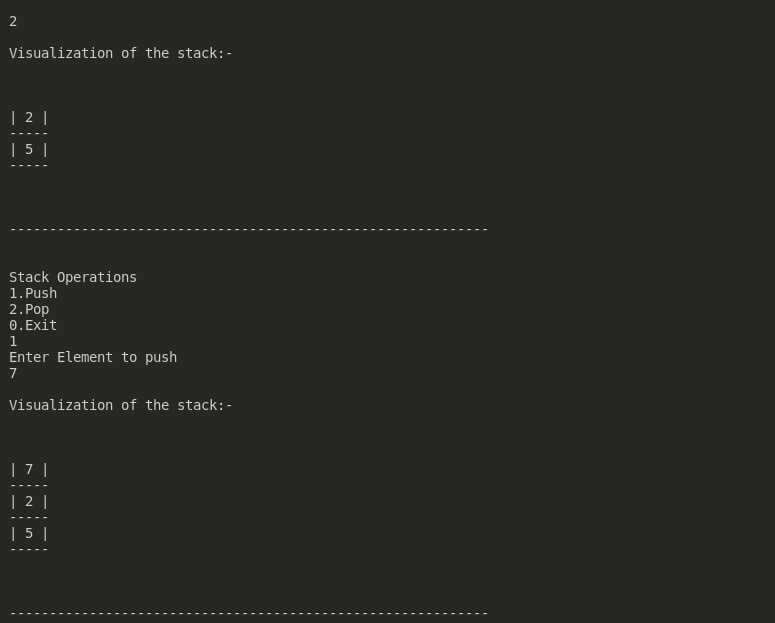 2
Visualization of the stack:-
| 2 |
-----
| 5 |
-----
------------------------------------------------------------
Stack Operations
1.Push
2.Pop
0.Exit
1
Enter Element to push
7
Visualization of the stack:-
| 7 |
-----
| 2 |
-----
| 5 |
-----
------------------------------------------------------------